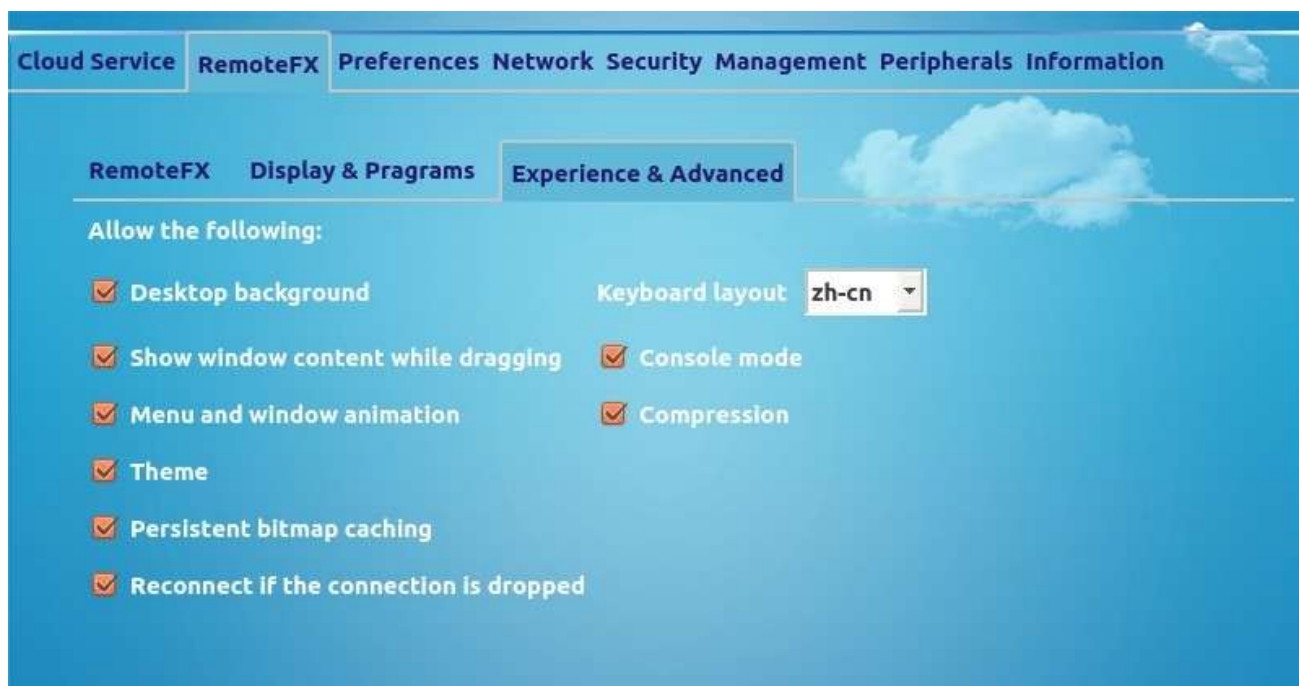 Cloud Service RemoteFX Preferences Network Security Management Peripherals Information
RemoteFX Display & Pragrams Experience & Advanced
Allow the following:
Desktop background Keyboard layout zh-cn
Show window content while dragging Console mode
Menu and window animation Compression
Theme
Persistent bitmap caching
Reconnect if the connection is dropped